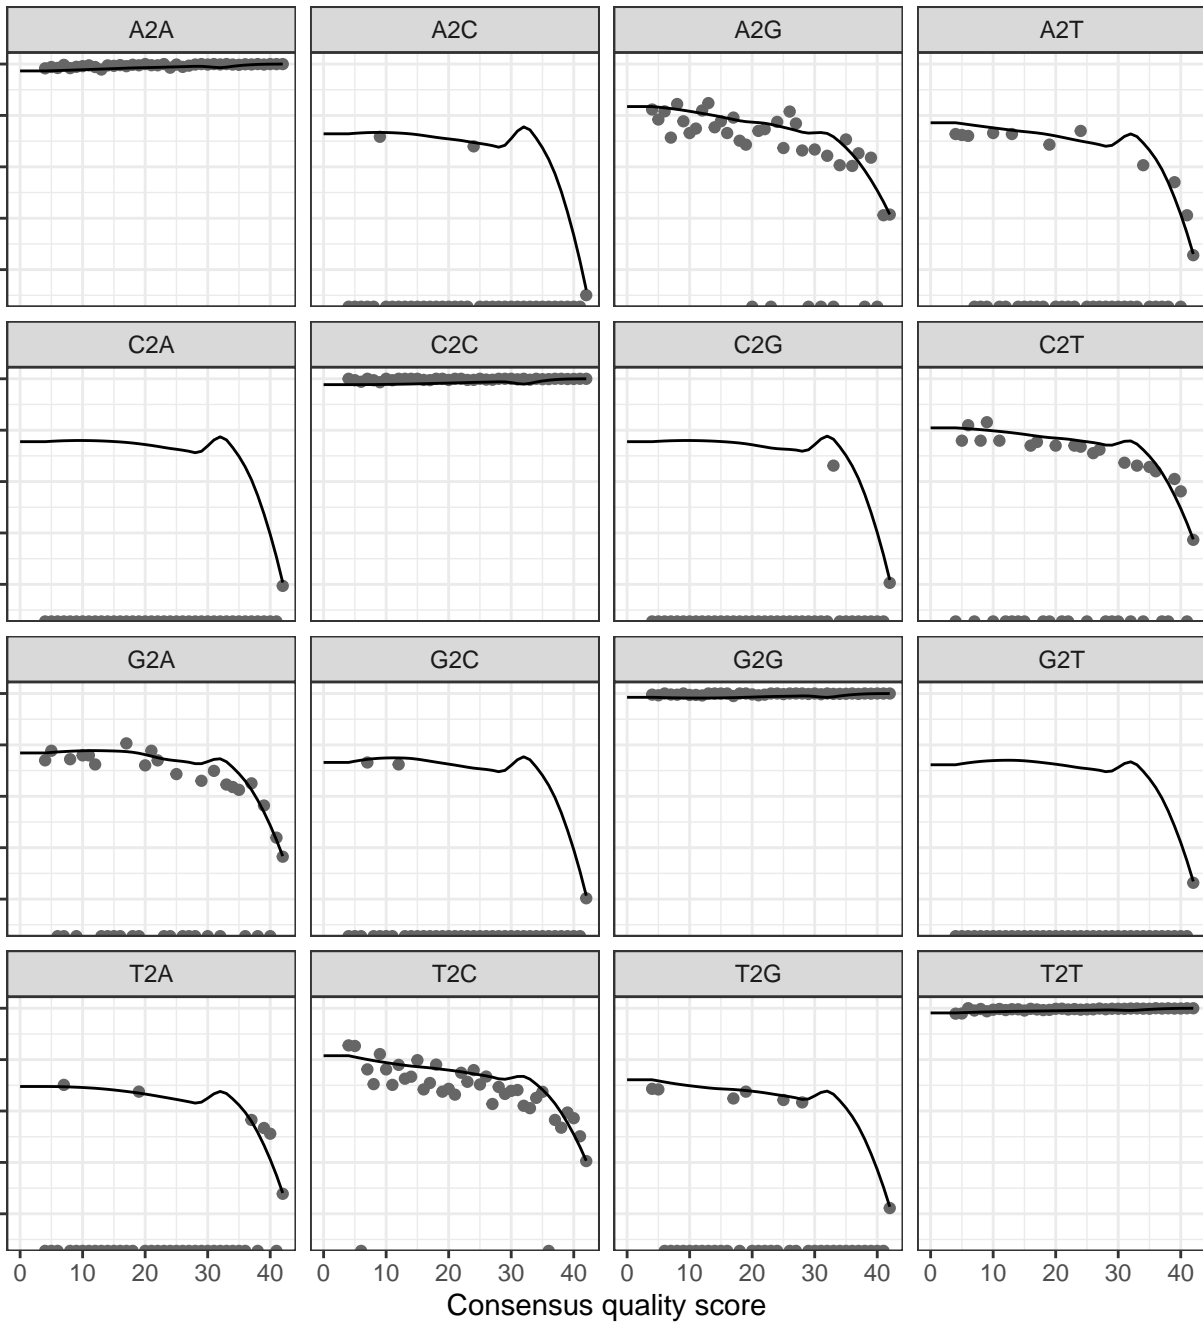 A2A A2C A2G A2T
C2A C2C C2G C2T
G2A G2C G2G G2T
T2A T2C T2G T2T
0 10 20 30 40 0 10 20 30 40 0 10 20 30 40 0 10 20 30 40
Consensus quality score